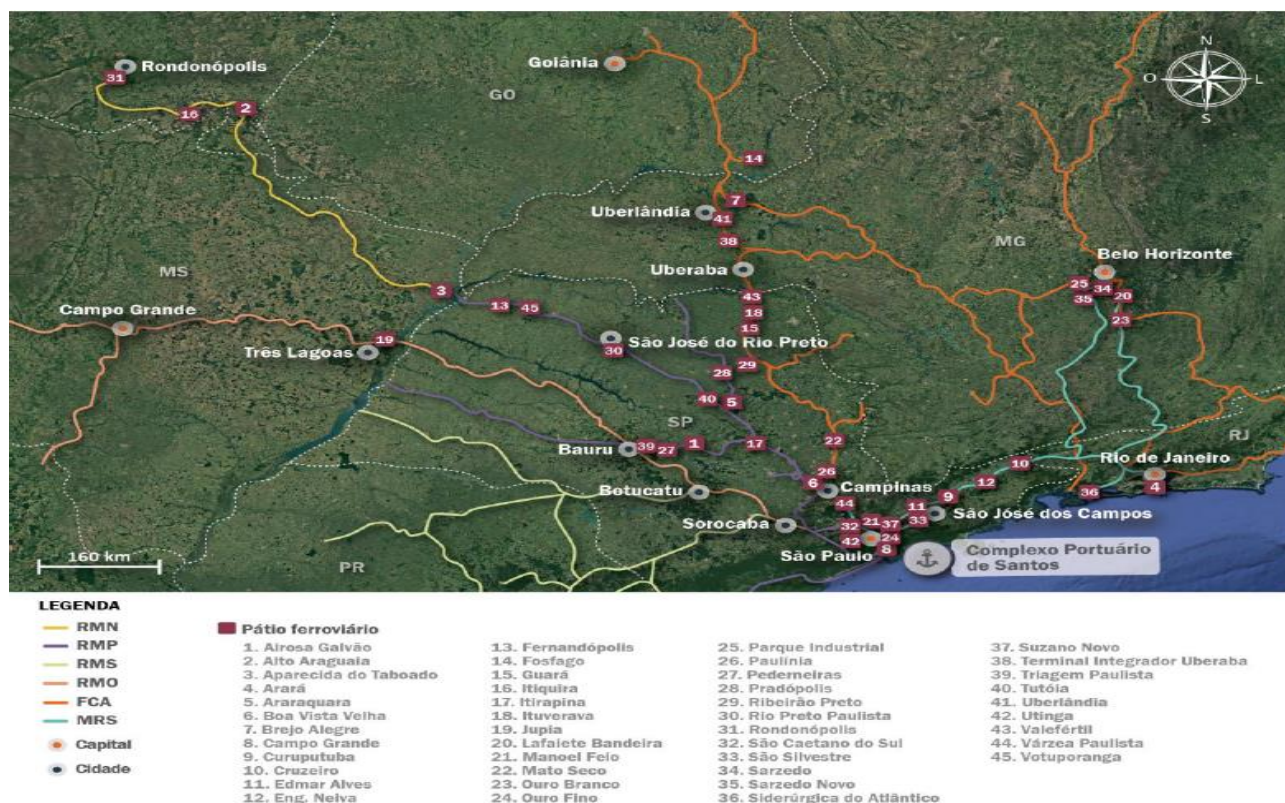 N
O L
S
Rondonópolis
31
16
2
Goiânia
GO
14
7
Uberlândia
41
38
MG
Belo Horizonte
25
34
35
20
23
Uberaba
MS
3
13
45
43
18
15
Campo Grande
19
Três Lagoas
São José do Rio Preto
30
29
28
40
5
SP
22
RJ
39
27
1
17
Bauru
26
10
Rio de Janeiro
6
Campinas
12
36
4
Botucatu
44
9
11
São Jósé dos Campos
33
Sorocaba
32
21
37
42
24
São Paulo
8
Complexo Portuário
de Santos
160 km
PR
LEGENDA
RMN
RMP
RMS
RMO
FCA
MRS
Capital
Cidade
Pátio ferroviário
1. Airosa Galvão
2. Alto Araguaia
3. Aparecida do Taboado
4. Arará
5. Araraquara
6. Boa Vista Velha
7. Brejo Alegre
8. Campo Grande
9. Curuputuba
10. Cruzeiro
11. Edmar Alves
12. Eng. Neiva
13. Fernandópolis
14. Fosfago
15. Guará
16. Itiquira
17. Itirapina
18. Ituverava
19. Jupia
20. Lafaiete Bandeira
21. Manoel Feio
22. Mato Seco
23. Ouro Branco
24. Ouro Fino
25. Parque Industrial
26. Paulínia
27. Pederneiras
28. Pradópolis
29. Ribeirão Preto
30. Rio Preto Paulista
31. Rondonópolis
32. São Caetano do Sul
33. São Silvestre
34. Sarzedo
35. Sarzedo Novo
36. Siderúrgica do Atlântico
37. Suzano Novo
38. Terminal Integrador Uberaba
39. Triagem Paulista
40. Tutóia
41. Uberlândia
42. Utinga
43. Valefértil
44. Várzea Paulista
45. Votuporanga